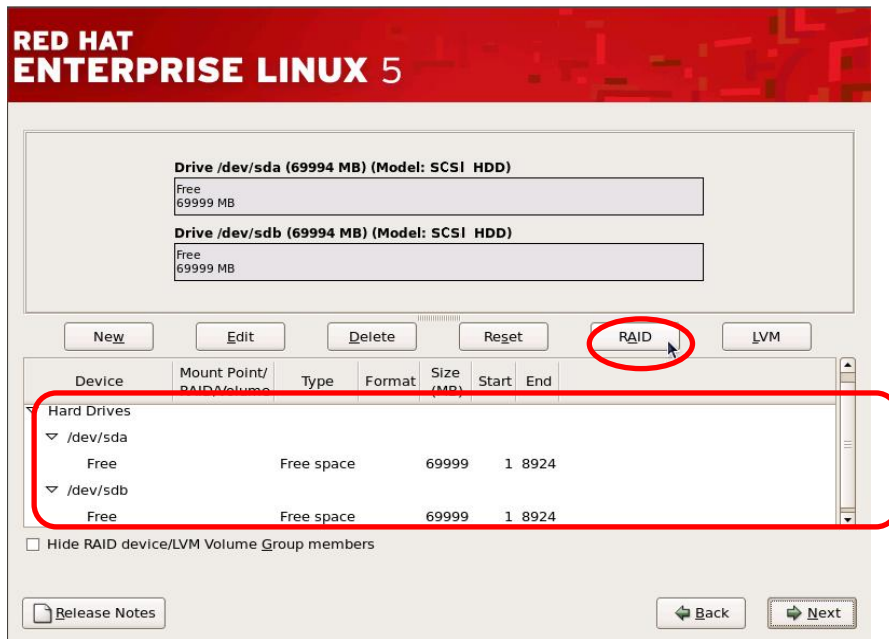 RED HAT
ENTERPRISE LINUX 5
Drive /dev/sda (69994 MB) (Model: SCSI HDD)
Free
69999 MB
Drive /dev/sdb (69994 MB) (Model: SCSI HDD)
Free
69999 MB
New Edit Delete Reset RAID LVM
Device Mount Point/ RAID/Volume Type Format Size (MB) Start End
Hard Drives
/dev/sda
Free Free space 69999 1 8924
/dev/sdb
Free Free space 69999 1 8924
Hide RAID device/LVM Volume Group members
Release Notes Back Next